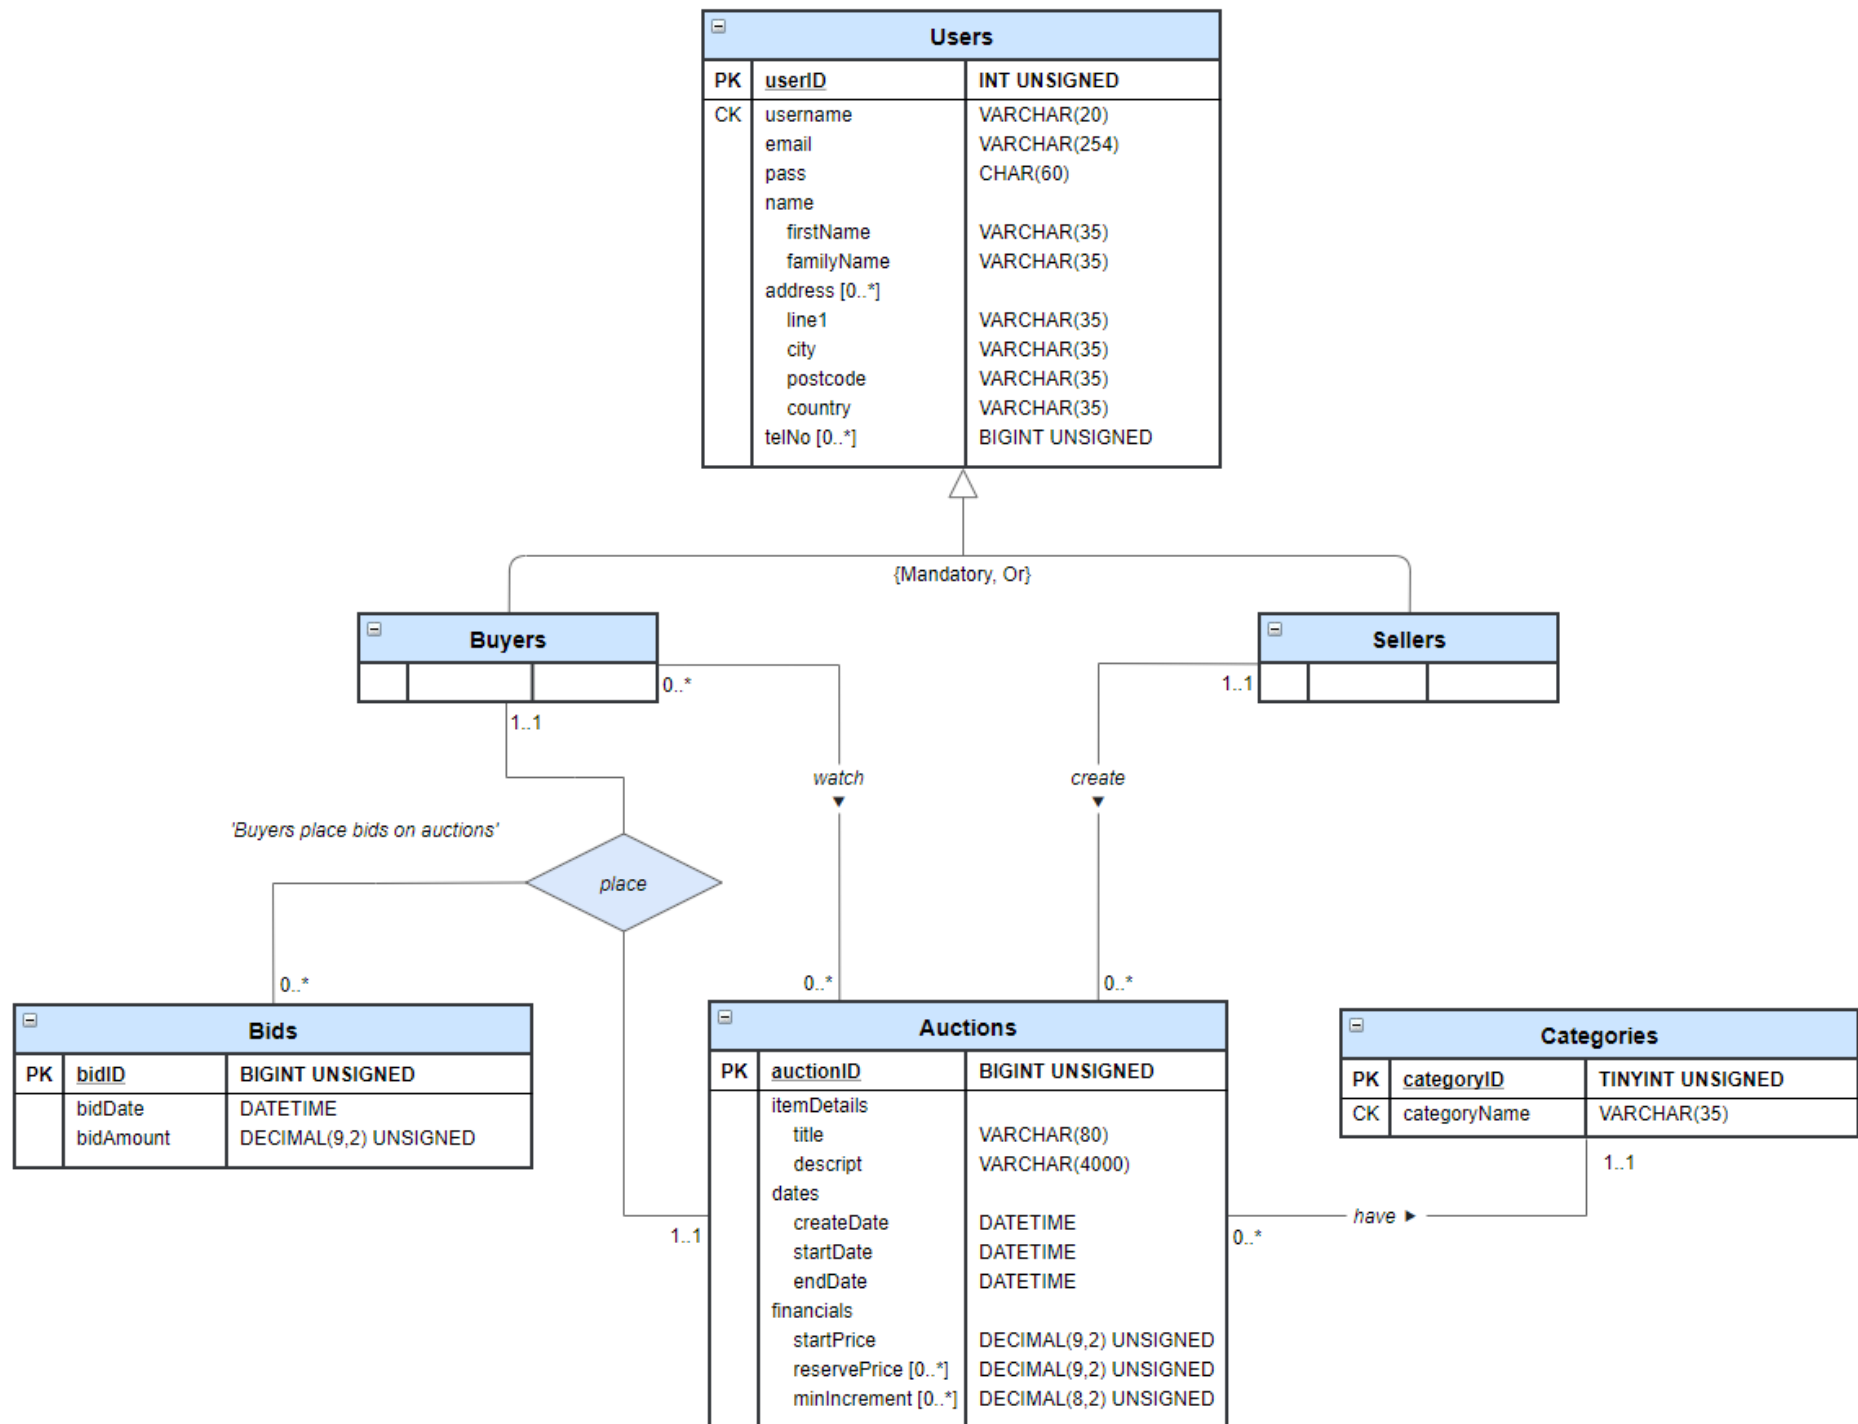 Users
PK userID INT UNSIGNED
CK username VARCHAR(20)
email VARCHAR(254)
pass CHAR(60)
name
firstName VARCHAR(35)
familyName VARCHAR(35)
address [0..*]
line1 VARCHAR(35)
city VARCHAR(35)
postcode VARCHAR(35)
country VARCHAR(35)
telNo [0..*] BIGINT UNSIGNED
{Mandatory, Or}
Buyers
Sellers
0..*
1..1
1..1
watch
create
'Buyers place bids on auctions'
place
0..*
0..*
0..*
Bids
PK bidID BIGINT UNSIGNED
bidDate DATETIME
bidAmount DECIMAL(9,2) UNSIGNED
Auctions
PK auctionID BIGINT UNSIGNED
itemDetails
title VARCHAR(80)
descript VARCHAR(4000)
dates
createDate DATETIME
startDate DATETIME
endDate DATETIME
financials
startPrice DECIMAL(9,2) UNSIGNED
reservePrice [0..*] DECIMAL(9,2) UNSIGNED
minIncrement [0..*] DECIMAL(8,2) UNSIGNED
1..1
0..*
have
Categories
PK categoryID TINYINT UNSIGNED
CK categoryName VARCHAR(35)
1..1